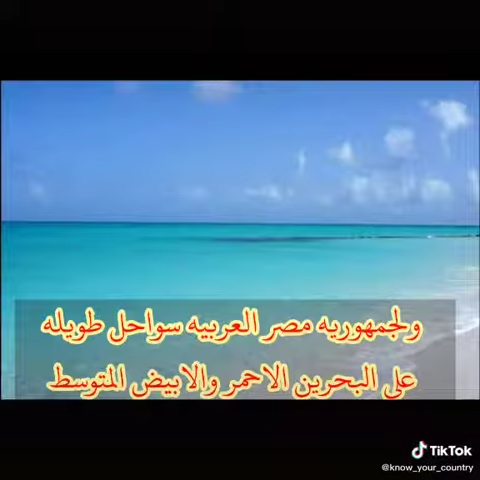 ولجمهوريه مصر العربيه سواحل طويله
على البحرين الاحمر والابيض المتوسط
TikTok
@know_your_country